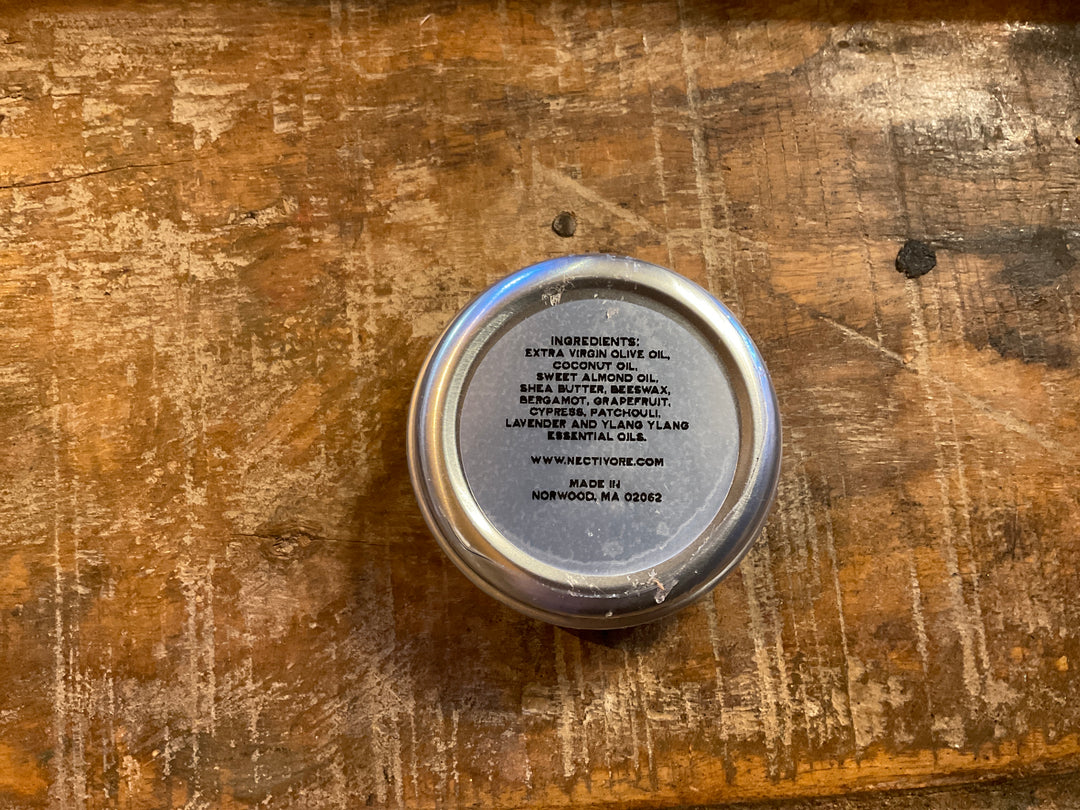 INGREDIENTS:
EXTRA VIRGIN OLIVE OIL,
COCONUT OIL,
SWEET ALMOND OIL,
SHEA BUTTER, BEESWAX,
BERGAMOT, GRAPEFRUIT,
CYPRESS, PATCHOULI,
LAVENDER AND YLANG YLANG
ESSENTIAL OILS.
WWW.NECTIVORE.COM
MADE IN
NORWOOD, MA 02062